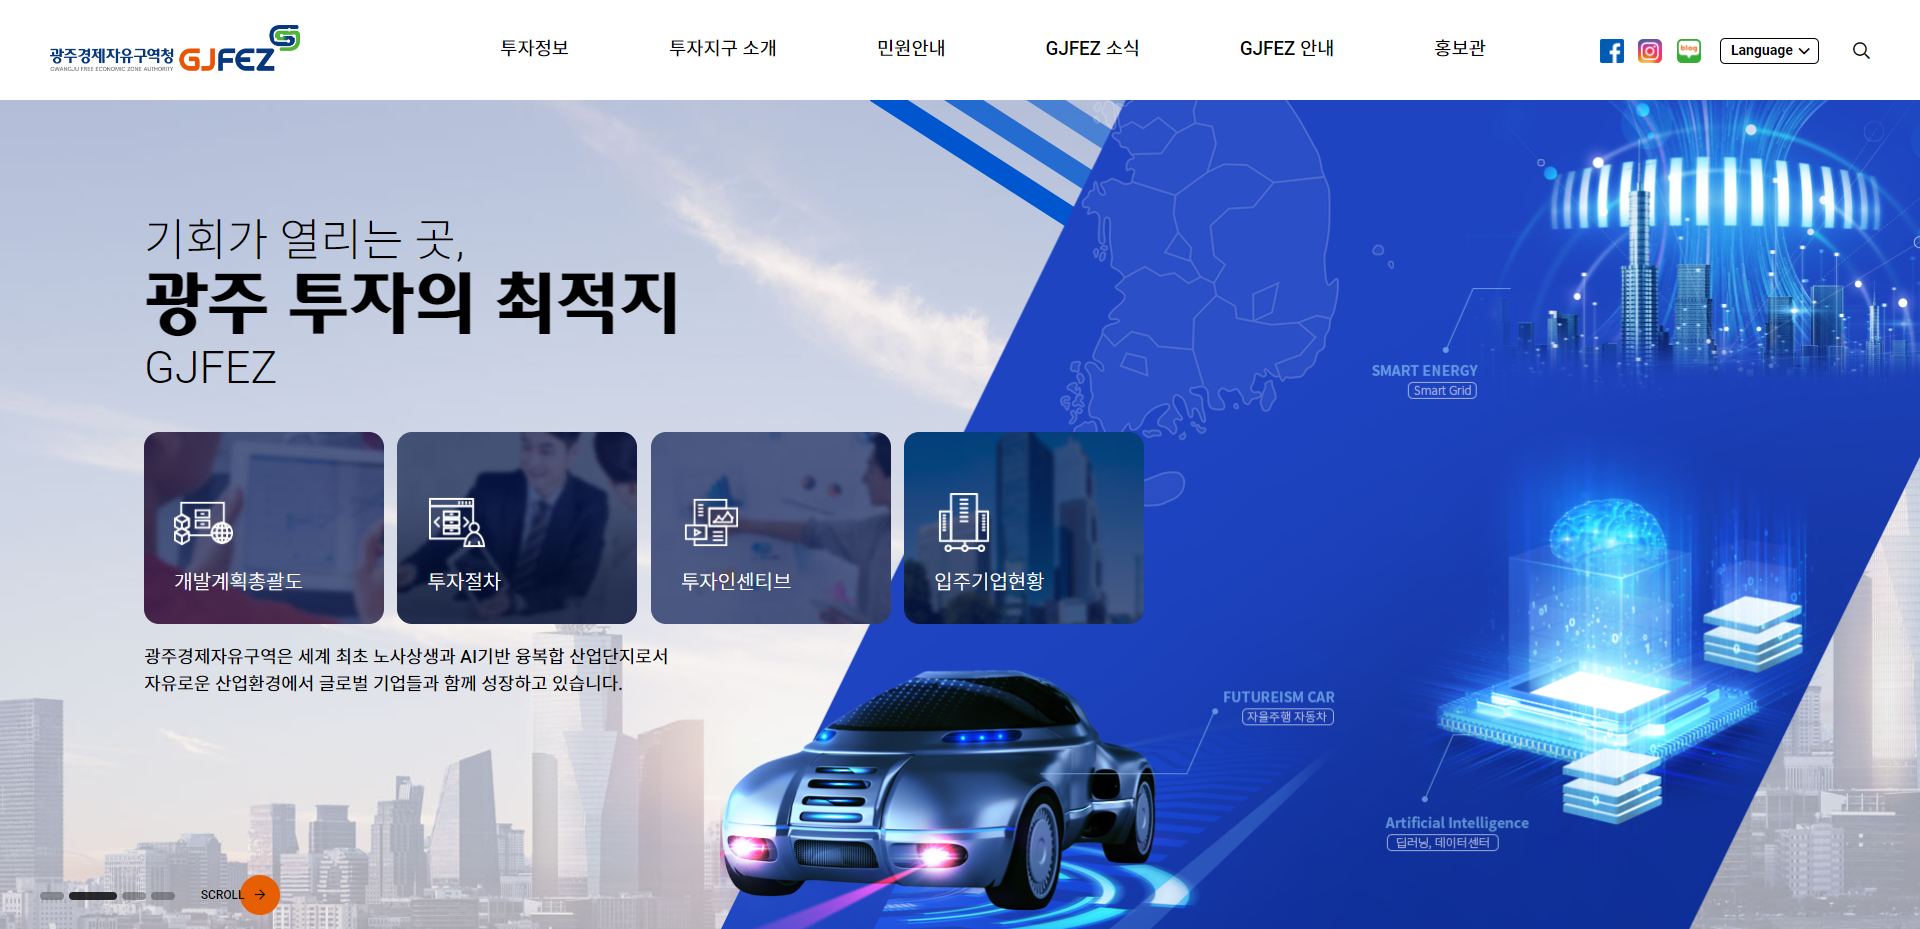 광주경제자유구역청 GJFEZ
GWANGJU FREE ECONOMIC ZONE AUTHORITY
투자정보
투자지구 소개
민원안내
GJFEZ 소식
GJFEZ 안내
홍보관
blog
Language
기회가 열리는 곳,
광주 투자의 최적지
GJFEZ
SMART ENERGY
Smart Grid
개발계획총괄도
투자절차
투자인센티브
입주기업현황
광주경제자유구역은 세계 최초 노사상생과 AI기반 융복합 산업단지로서
자유로운 산업환경에서 글로벌 기업들과 함께 성장하고 있습니다.
FUTUREISM CAR
자율주행 자동차
Artificial Intelligence
딥러닝, 데이터센터
SCROLL